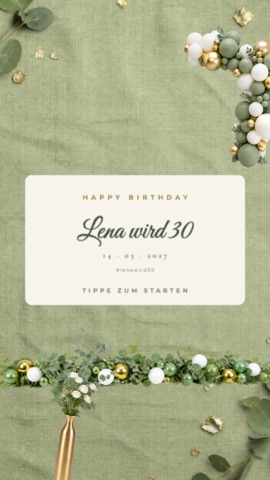 HAPPY BIRTHDAY
Lena wird 30
14 · 03 · 2027
#lenawird30
TIPPE ZUM STARTEN